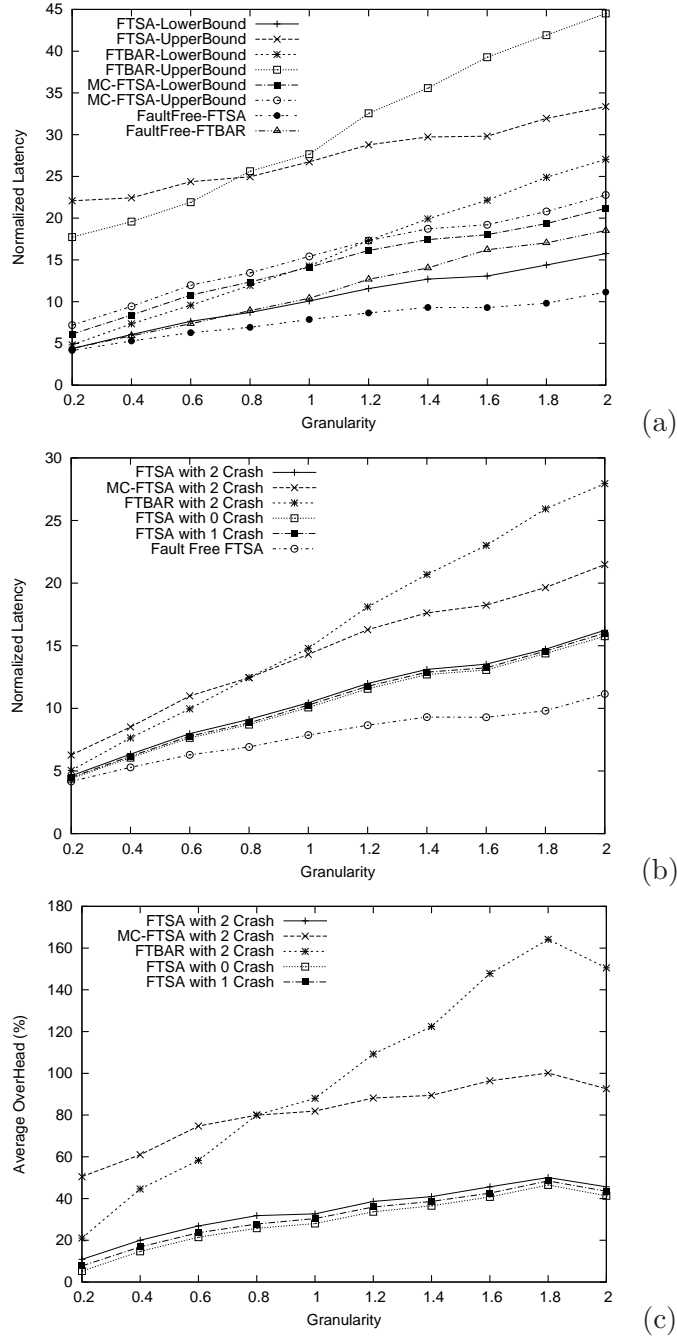 45
40
35
30
25
20
15
10
5
0
Normalized Latency
FTSA-LowerBound
FTSA-UpperBound
FTBAR-LowerBound
FTBAR-UpperBound
MC-FTSA-LowerBound
MC-FTSA-UpperBound
FaultFree-FTSA
FaultFree-FTBAR
0.2 0.4 0.6 0.8 1 1.2 1.4 1.6 1.8 2
Granularity
(a)
30
25
20
15
10
5
0
Normalized Latency
FTSA with 2 Crash
MC-FTSA with 2 Crash
FTBAR with 2 Crash
FTSA with 0 Crash
FTSA with 1 Crash
Fault Free FTSA
0.2 0.4 0.6 0.8 1 1.2 1.4 1.6 1.8 2
Granularity
(b)
180
160
140
120
100
80
60
40
20
0
Average OverHead (%)
FTSA with 2 Crash
MC-FTSA with 2 Crash
FTBAR with 2 Crash
FTSA with 0 Crash
FTSA with 1 Crash
0.2 0.4 0.6 0.8 1 1.2 1.4 1.6 1.8 2
Granularity
(c)